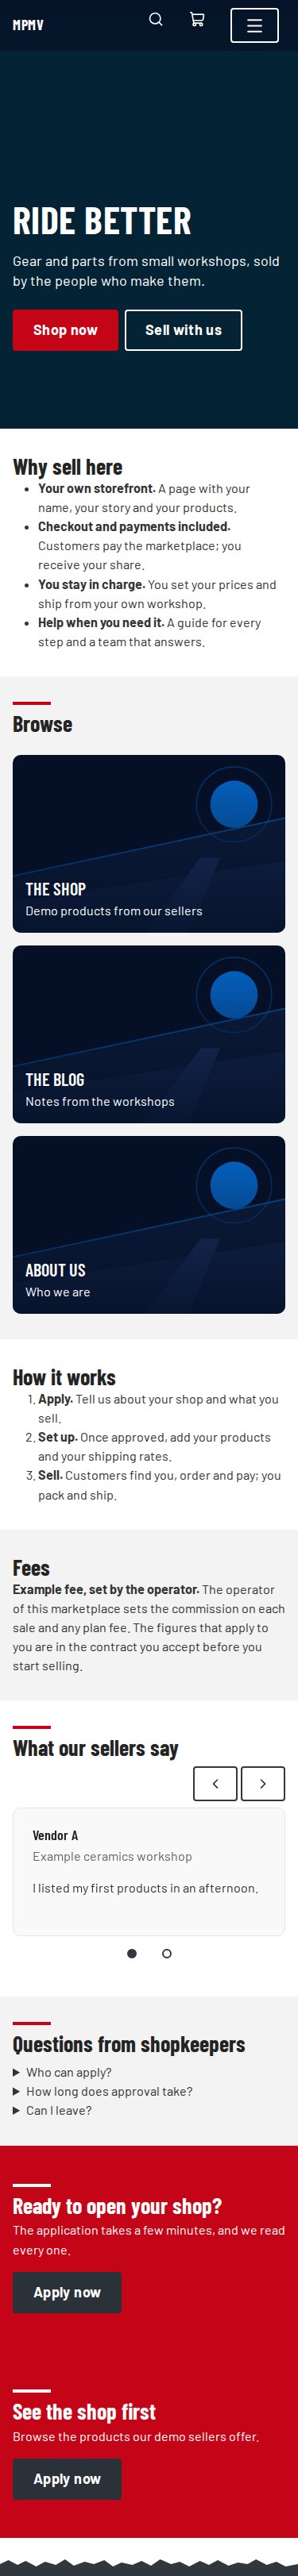 MPMV
RIDE BETTER
Gear and parts from small workshops, sold
by the people who make them.
Shop now
Sell with us
Why sell here
• Your own storefront. A page with your
name, your story and your products.
• Checkout and payments included.
Customers pay the marketplace; you
receive your share.
• You stay in charge. You set your prices and
ship from your own workshop.
• Help when you need it. A guide for every
step and a team that answers.
Browse
THE SHOP
Demo products from our sellers
THE BLOG
Notes from the workshops
ABOUT US
Who we are
How it works
1. Apply. Tell us about your shop and what you
sell.
2. Set up. Once approved, add your products
and your shipping rates.
3. Sell. Customers find you, order and pay; you
pack and ship.
Fees
Example fee, set by the operator. The operator
of this marketplace sets the commission on each
sale and any plan fee. The figures that apply to
you are in the contract you accept before you
start selling.
What our sellers say
Vendor A
Example ceramics workshop
I listed my first products in an afternoon.
Questions from shopkeepers
Who can apply?
How long does approval take?
Can I leave?
Ready to open your shop?
The application takes a few minutes, and we read
every one.
Apply now
See the shop first
Browse the products our demo sellers offer.
Apply now